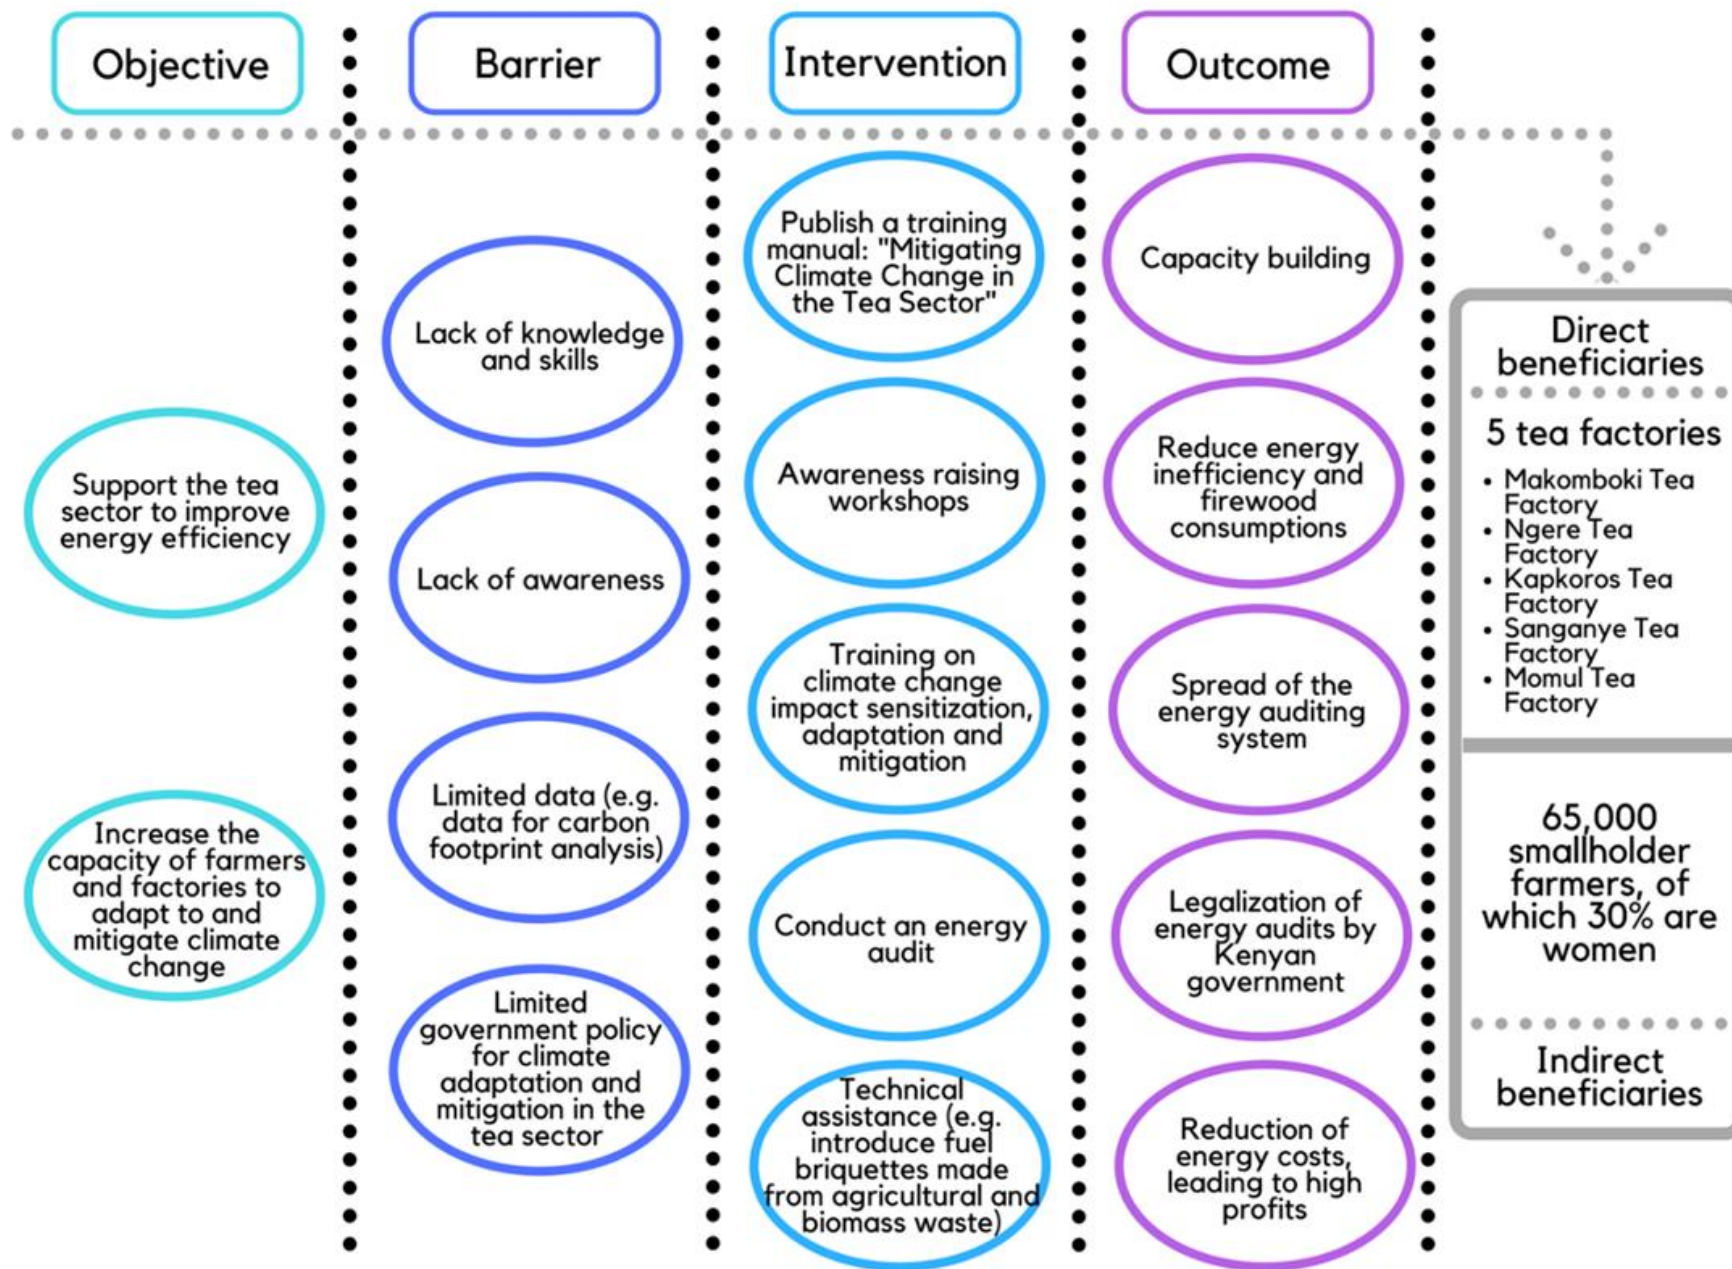 Objective
Barrier
Intervention
Outcome
Support the tea
sector to improve
energy efficiency
Increase the
capacity of farmers
and factories to
adapt to and
mitigate climate
change
Lack of knowledge
and skills
Lack of awareness
Limited data (e.g.
data for carbon
footprint analysis)
Limited
government policy
for climate
adaptation and
mitigation in the
tea sector
Publish a training
manual: "Mitigating
Climate Change in
the Tea Sector"
Awareness raising
workshops
Training on
climate change
impact sensitization,
adaptation and
mitigation
Conduct an energy
audit
Technical
assistance (e.g.
introduce fuel
briquettes made
from agricultural and
biomass waste)
Capacity building
Reduce energy
inefficiency and
firewood
consumptions
Spread of the
energy auditing
system
Legalization of
energy audits by
Kenyan
government
Reduction of
energy costs,
leading to high
profits
Direct
beneficiaries
5 tea factories
• Makomboki Tea
Factory
• Ngere Tea
Factory
• Kapkoros Tea
Factory
• Sanganye Tea
Factory
• Momul Tea
Factory
65,000
smallholder
farmers, of
which 30% are
women
Indirect
beneficiaries